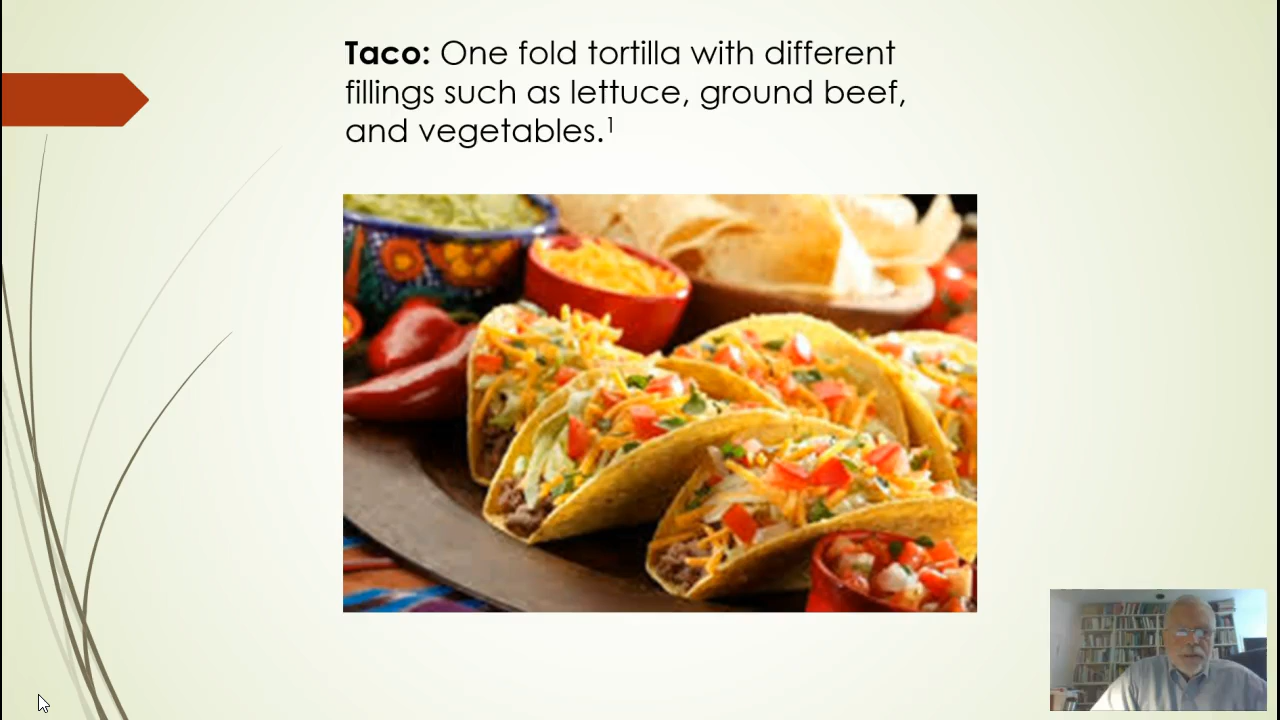 Taco: One fold tortilla with different
fillings such as lettuce, ground beef,
and vegetables.¹